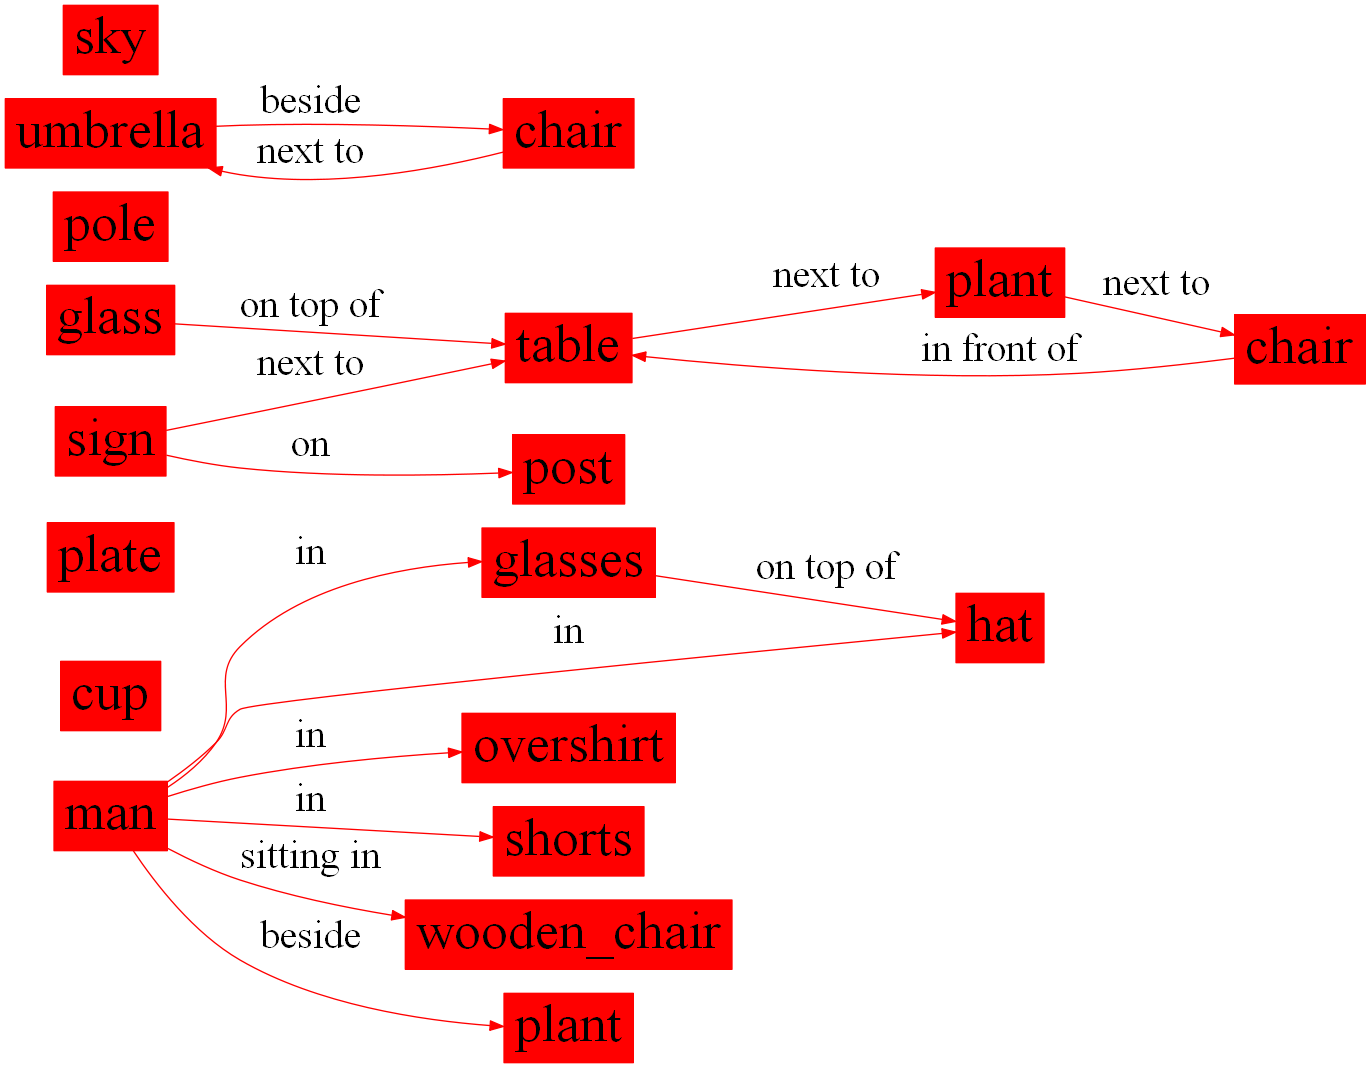 sky
umbrella
beside
chair
next to
pole
glass
on top of
table
next to
plant
next to
chair
in front of
next to
sign
on
post
plate
in
glasses
on top of
hat
in
cup
in
overshirt
man
in
shorts
sitting in
wooden_chair
beside
plant